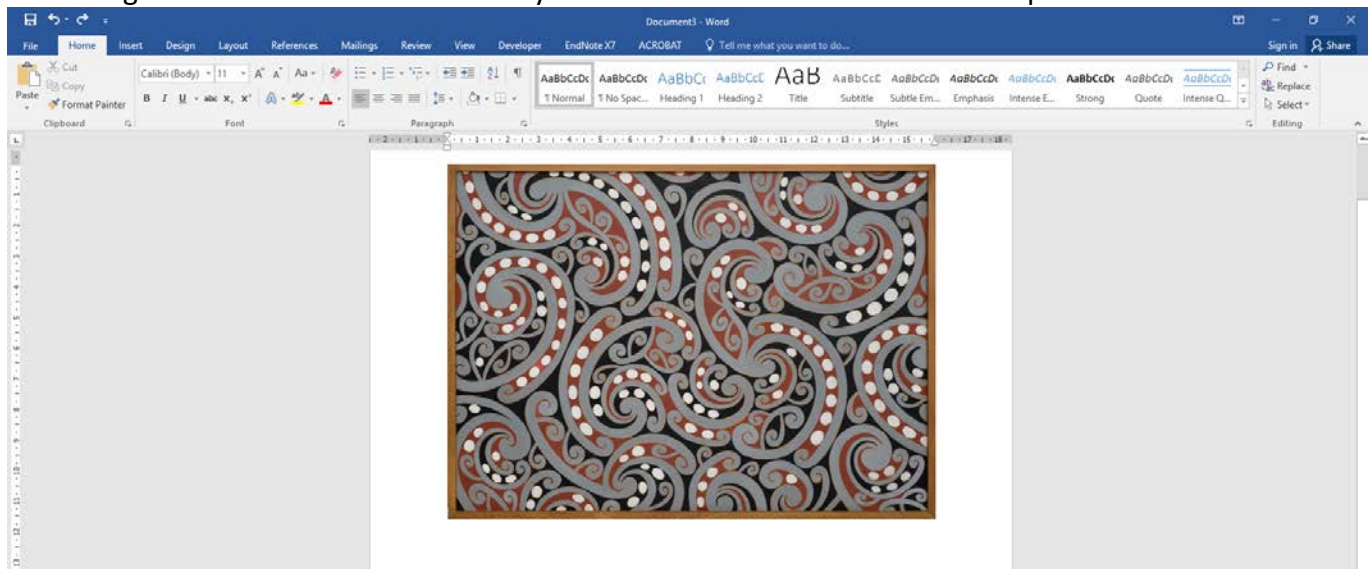 Document3 - Word
File Home Insert Design Layout References Mailings Review View Developer EndNote X7 ACROBAT Tell me what you want to do... Sign in Share
Cut
Copy
Paste
Format Painter
Calibri (Body) 11
AaBbCcDc AaBbCcDc AaBbCc AaBbCcE AaB AaBbCcE AaBbCcDc AaBbCcDc AaBbCcDc AaBbCcDc AaBbCcDc AaBbCcDc
¶ Normal ¶ No Spac... Heading 1 Heading 2 Title Subtitle Subtle Em... Emphasis Intense E... Strong Quote Intense Q...
Find
Replace
Select
Clipboard Font Paragraph Styles Editing